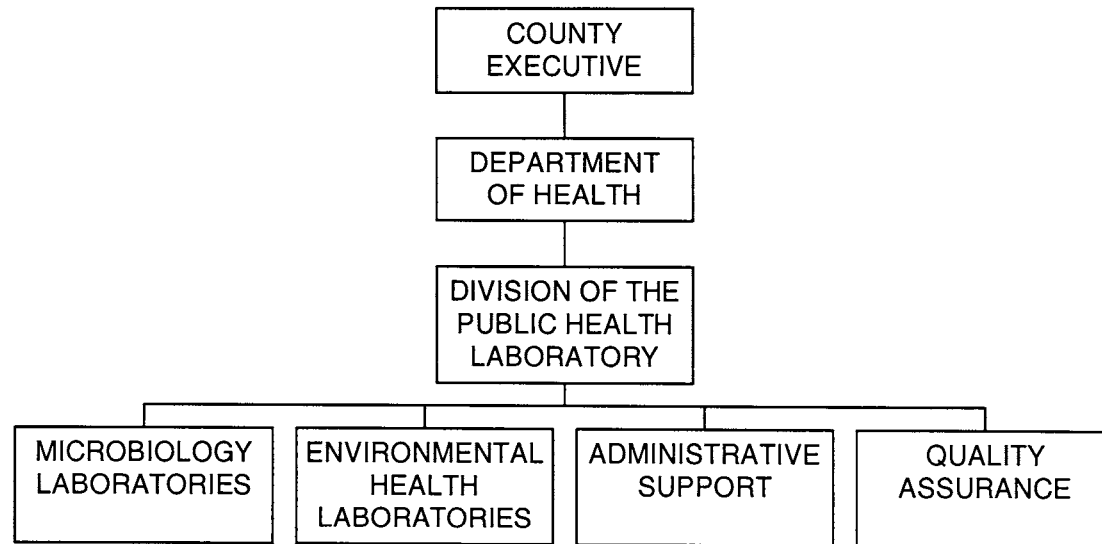 COUNTY
EXECUTIVE
DEPARTMENT
OF HEALTH
DIVISION OF THE
PUBLIC HEALTH
LABORATORY
MICROBIOLOGY
LABORATORIES
ENVIRONMENTAL
HEALTH
LABORATORIES
ADMINISTRATIVE
SUPPORT
QUALITY
ASSURANCE